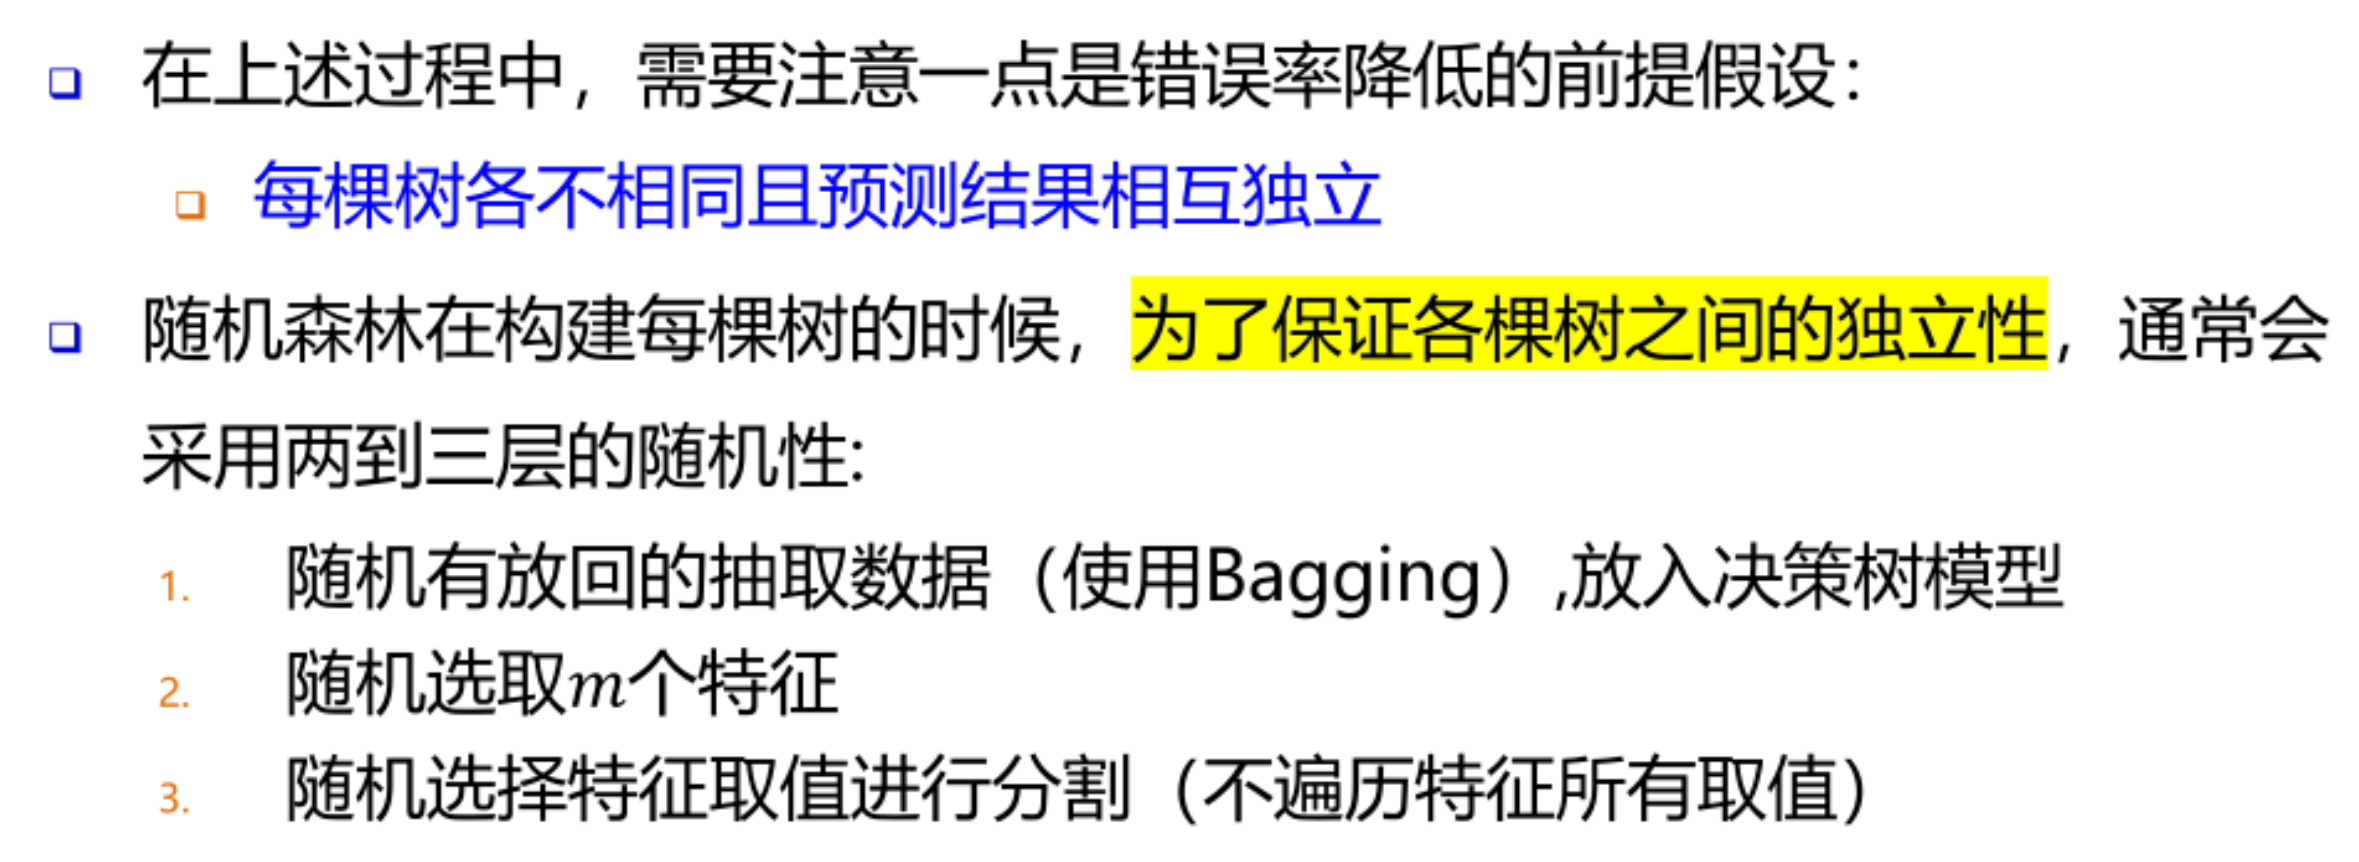 在上述过程中，需要注意一点是错误率降低的前提假设：
每棵树各不相同且预测结果相互独立
随机森林在构建每棵树的时候，为了保证各棵树之间的独立性，通常会
采用两到三层的随机性:
1. 随机有放回的抽取数据（使用Bagging）,放入决策树模型
2. 随机选取m个特征
3. 随机选择特征取值进行分割（不遍历特征所有取值）